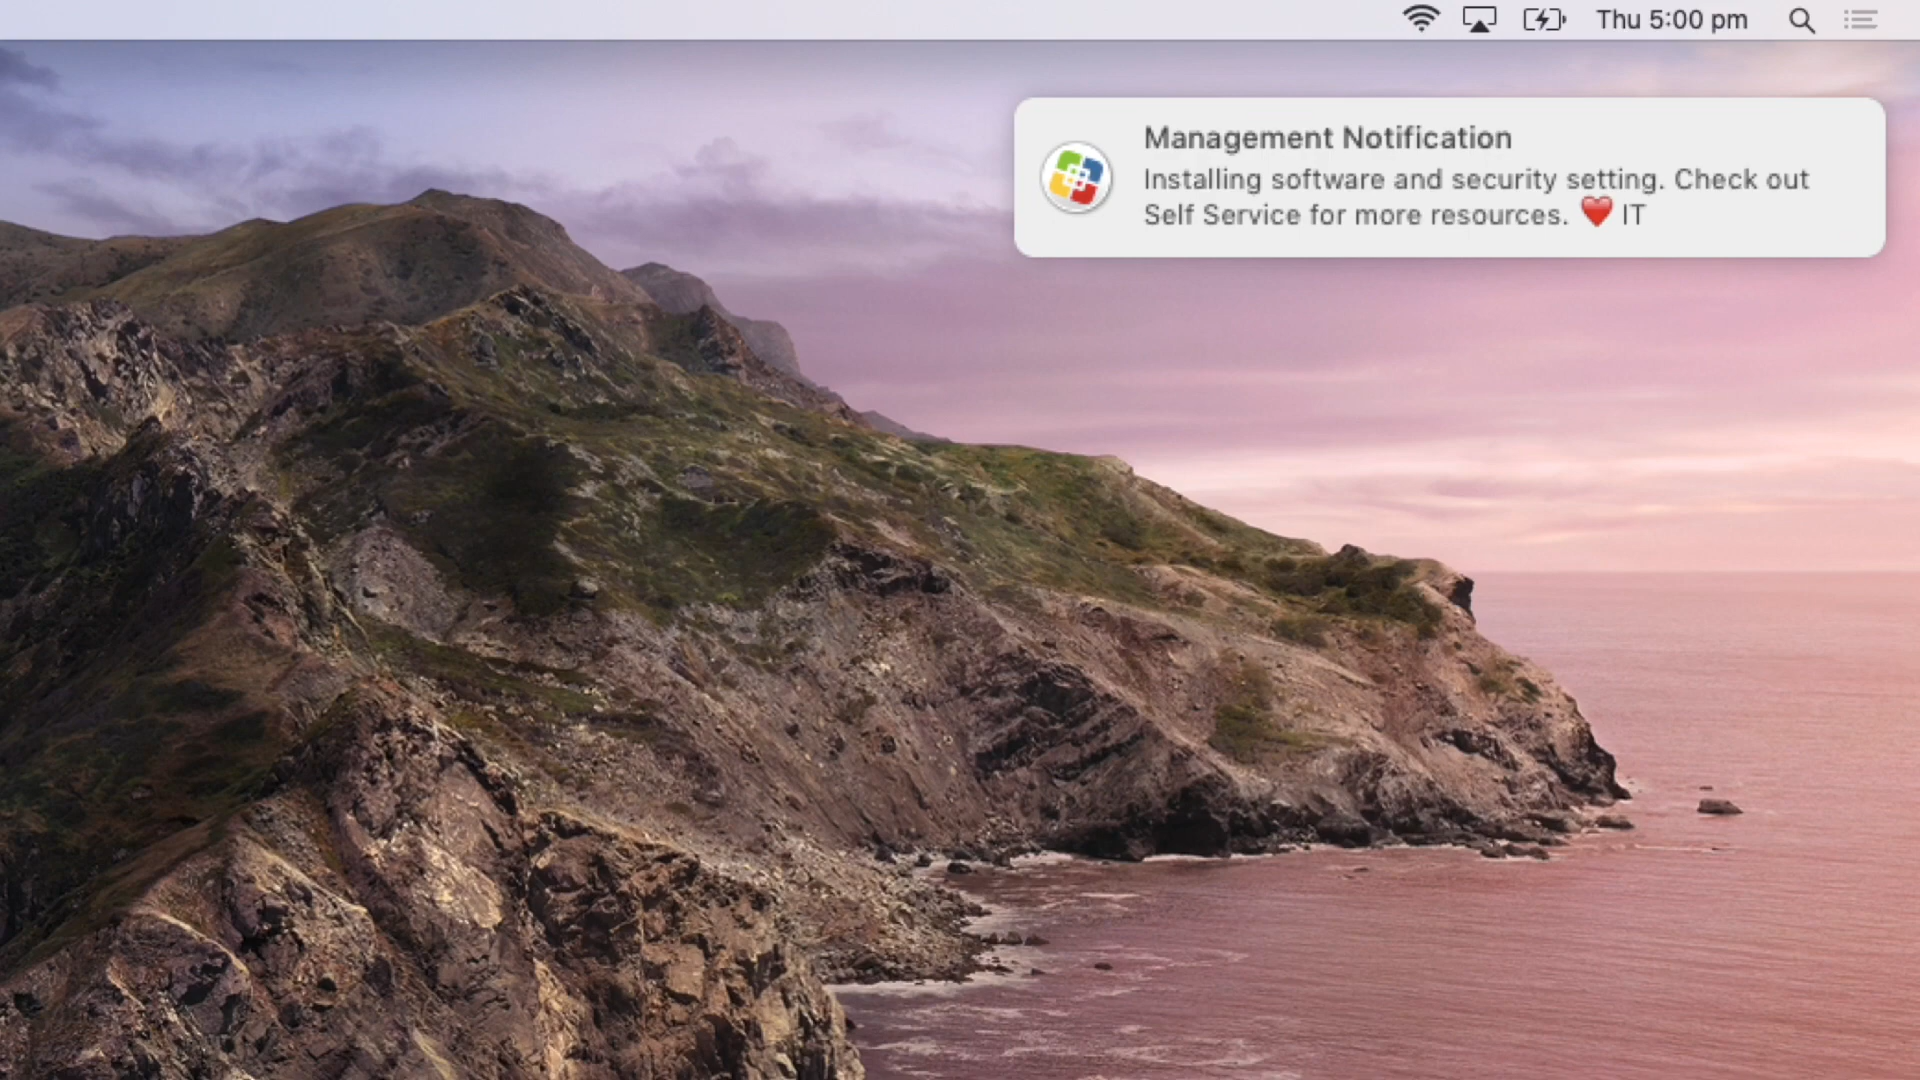 Thu 5:00 pm
Management Notification
Installing software and security setting. Check out
Self Service for more resources. ❤️ IT